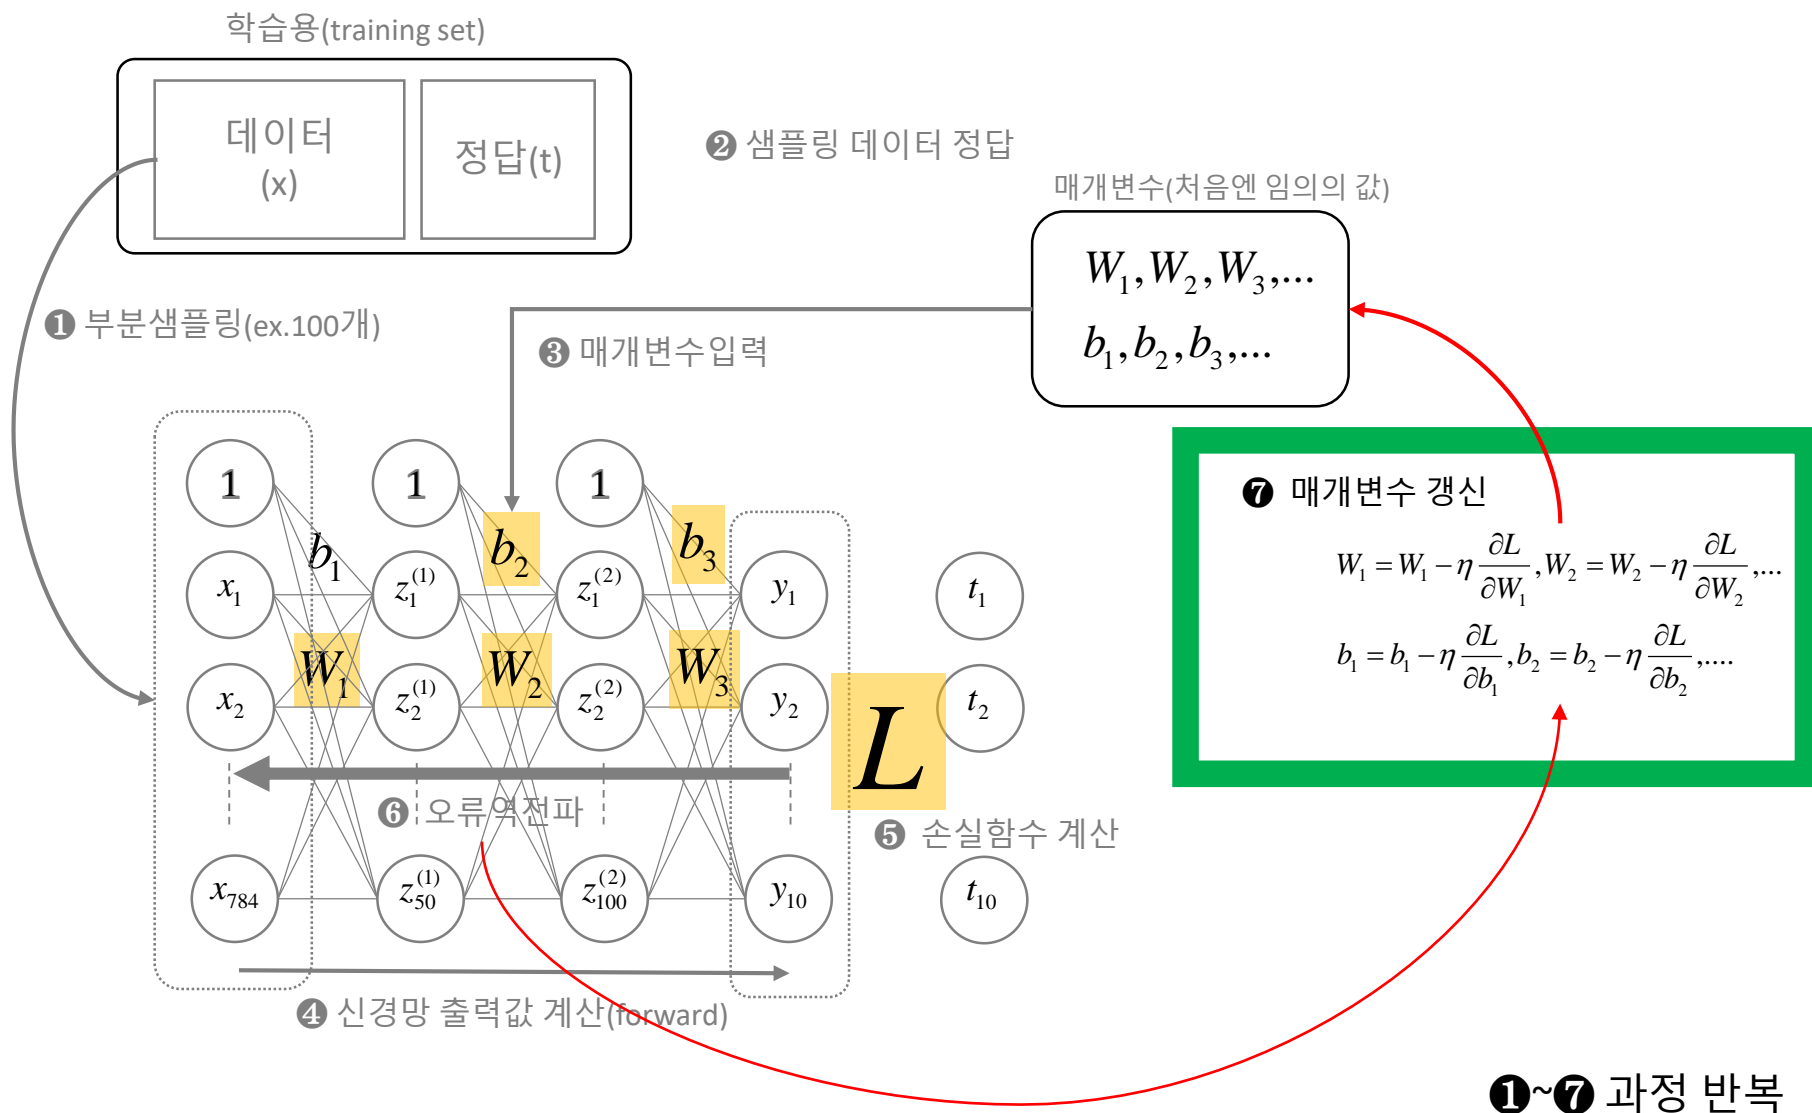 학습용(training set)
데이터
(x)
정답(t)
❷ 샘플링 데이터 정답
매개변수(처음엔 임의의 값)
W₁,W₂,W₃,...
b₁,b₂,b₃,...
❶ 부분샘플링(ex.100개)
❸ 매개변수입력
1 1 1
b₁ b₂ b₃
x₁ z₁⁽¹⁾ z₁⁽²⁾ y₁ t₁
W₁ W₂ W₃
x₂ z₂⁽¹⁾ z₂⁽²⁾ y₂ t₂
L
❻ 오류역전파
❺ 손실함수 계산
x₇₈₄ z₅₀⁽¹⁾ z₁₀₀⁽²⁾ y₁₀ t₁₀
❹ 신경망 출력값 계산(forward)
❼ 매개변수 갱신
W₁ = W₁ − η ∂L/∂W₁, W₂ = W₂ − η ∂L/∂W₂,...
b₁ = b₁ − η ∂L/∂b₁, b₂ = b₂ − η ∂L/∂b₂,....
❶~❼ 과정 반복